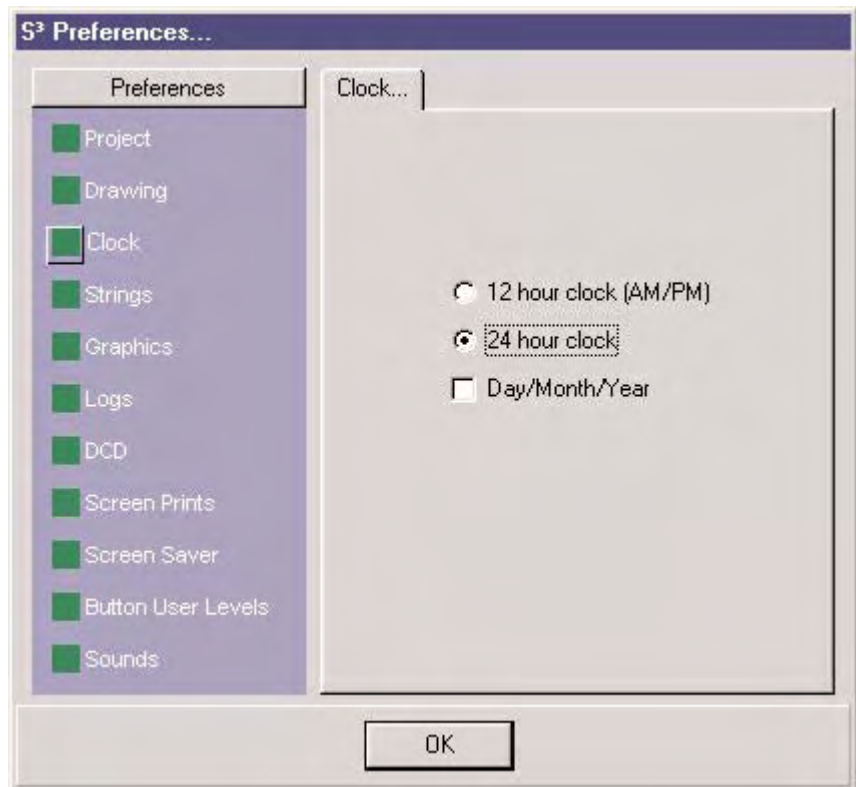 S³ Preferences...
Preferences
Project
Drawing
Clock
Strings
Graphics
Logs
DCD
Screen Prints
Screen Saver
Button User Levels
Sounds
Clock...
12 hour clock (AM/PM)
24 hour clock
Day/Month/Year
OK